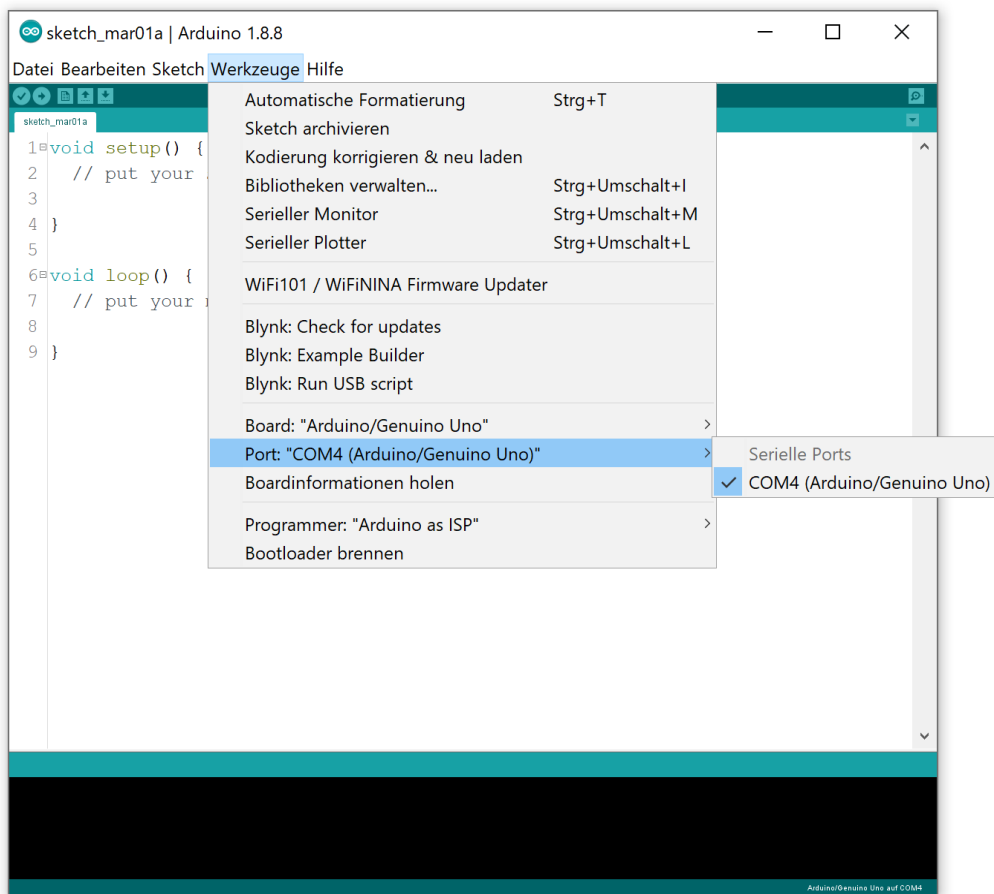 sketch_mar01a | Arduino 1.8.8
Datei Bearbeiten Sketch Werkzeuge Hilfe
sketch_mar01a
Automatische Formatierung Strg+T
Sketch archivieren
Kodierung korrigieren & neu laden
Bibliotheken verwalten... Strg+Umschalt+I
Serieller Monitor Strg+Umschalt+M
Serieller Plotter Strg+Umschalt+L
WiFi101 / WiFiNINA Firmware Updater
Blynk: Check for updates
Blynk: Example Builder
Blynk: Run USB script
Board: "Arduino/Genuino Uno"
Port: "COM4 (Arduino/Genuino Uno)"
Boardinformationen holen
Programmer: "Arduino as ISP"
Bootloader brennen
Serielle Ports
COM4 (Arduino/Genuino Uno)
1 void setup() {
2 // put your
3
4 }
5
6 void loop() {
7 // put your
8
9 }
Arduino/Genuino Uno auf COM4